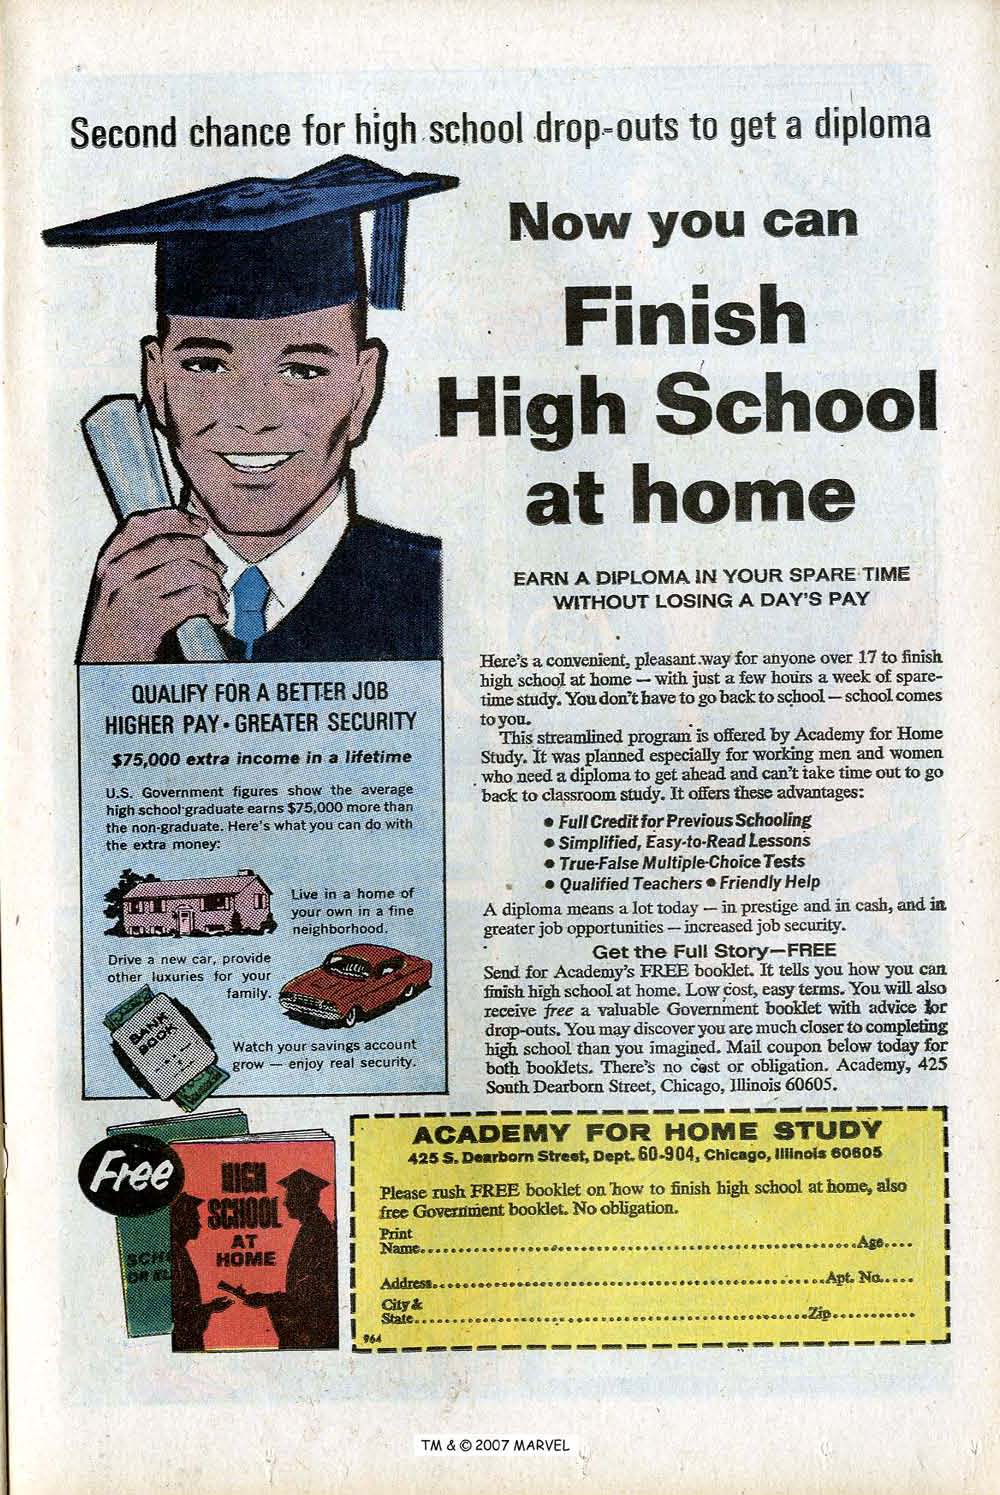 Second chance for high school drop-outs to get a diploma
Now you can
Finish
High School
at home
EARN A DIPLOMA IN YOUR SPARE TIME
WITHOUT LOSING A DAY'S PAY
Here's a convenient, pleasant way for anyone over 17 to finish
high school at home — with just a few hours a week of spare-
time study. You don't have to go back to school — school comes
to you.
This streamlined program is offered by Academy for Home
Study. It was planned especially for working men and women
who need a diploma to get ahead and can't take time out to go
back to classroom study. It offers these advantages:
• Full Credit for Previous Schooling
• Simplified, Easy-to-Read Lessons
• True-False Multiple-Choice Tests
• Qualified Teachers • Friendly Help
A diploma means a lot today — in prestige and in cash, and in
greater job opportunities — increased job security.
Get the Full Story—FREE
Send for Academy's FREE booklet. It tells you how you can
finish high school at home. Low cost, easy terms. You will also
receive free a valuable Government booklet with advice for
drop-outs. You may discover you are much closer to completing
high school than you imagined. Mail coupon below today for
both booklets. There's no cost or obligation. Academy, 425
South Dearborn Street, Chicago, Illinois 60605.
QUALIFY FOR A BETTER JOB
HIGHER PAY • GREATER SECURITY
$75,000 extra income in a lifetime
U.S. Government figures show the average
high school graduate earns $75,000 more than
the non-graduate. Here's what you can do with
the extra money:
Live in a home of
your own in a fine
neighborhood.
Drive a new car, provide
other luxuries for your
family.
BANK
BOOK
Watch your savings account
grow — enjoy real security.
Free
HIGH
SCHOOL
AT
HOME
ACADEMY FOR HOME STUDY
425 S. Dearborn Street, Dept. 60-904, Chicago, Illinois 60605
Please rush FREE booklet on how to finish high school at home, also
free Government booklet. No obligation.
Print
Name Age
Address Apt. No.
City &
State Zip
964
TM & © 2007 MARVEL